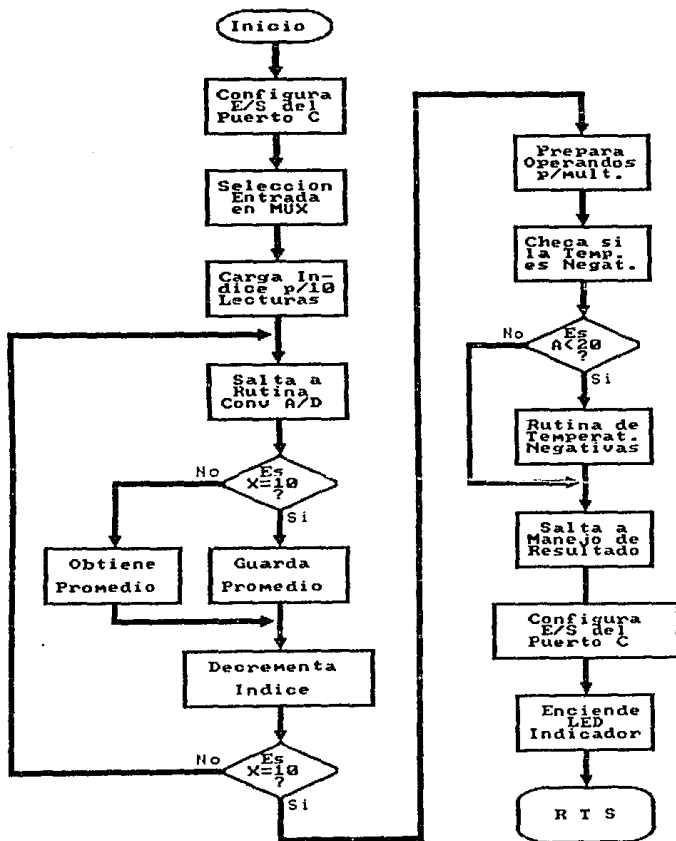 Inicio
Configura
E/S del
Puerto C
Seleccion
Entrada
en MUX
Carga In-
dice p/10
Lecturas
Salta a
Rutina
Conv A/D
No
Es
X=10
?
Si
Obtiene
Promedio
Guarda
Promedio
Decrementa
Indice
No
Es
X=10
?
Si
Prepara
Operandos
p/mult.
Checa si
la Temp.
es Negat.
No
Es
A<20
?
Si
Rutina de
Temperat.
Negativas
Salta a
Manejo de
Resultado
Configura
E/S del
Puerto C
Enciende
LED
Indicador
R T S